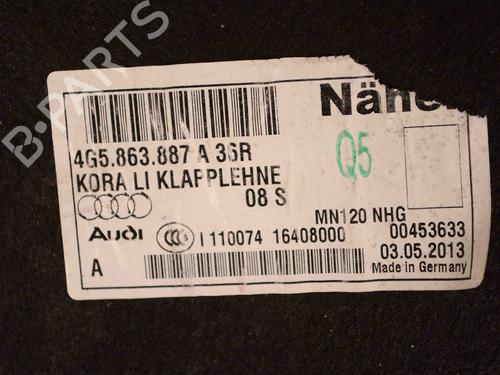 B-PARTS
4G5.863.887 A 36R
KORA LI KLAPPLEHNE
08 S
Q5
MN120 NHG
Audi
I 110074 16408000
00453633
03.05.2013
A
Made in Germany